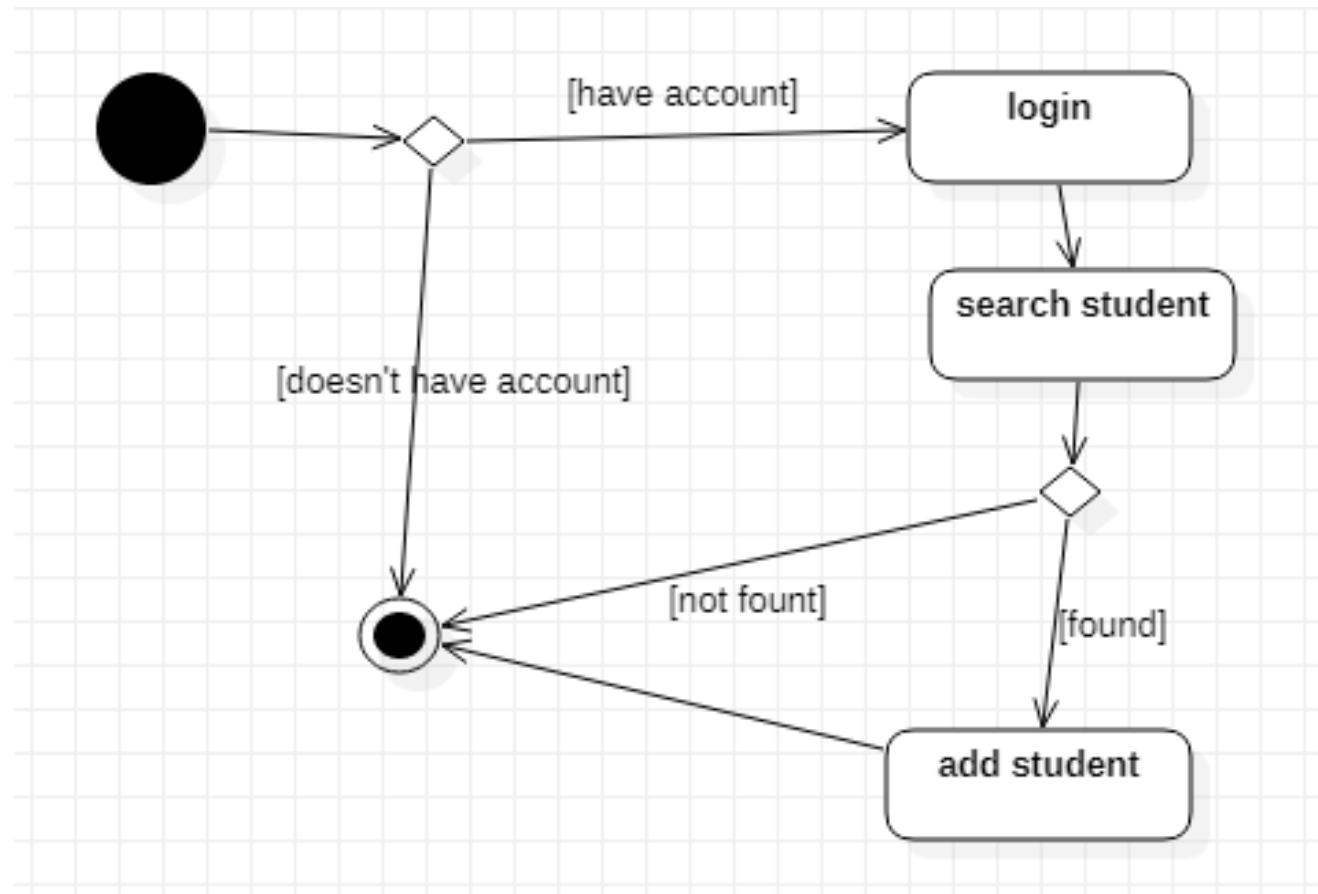 [have account]
login
search student
[doesn't have account]
[not fount]
[found]
add student